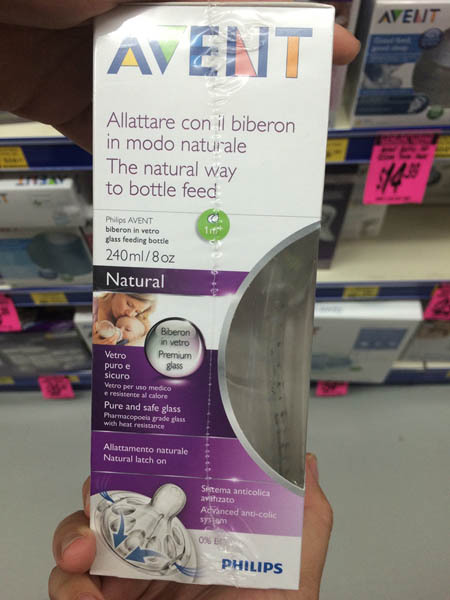 AVENT
Allattare con il biberon
in modo naturale
The natural way
to bottle feed
Philips AVENT
biberon in vetro
glass feeding bottle
240ml/8oz
1m+
Natural
Biberon
in vetro
Premium
glass
Vetro
puro e
sicuro
Vetro per uso medico
e resistente al calore
Pure and safe glass
Pharmacopoeia grade glass
with heat resistance
Allattamento naturale
Natural latch on
Sistema anticolica
avanzato
Advanced anti-colic
system
0%
PHILIPS
AVENT
$14